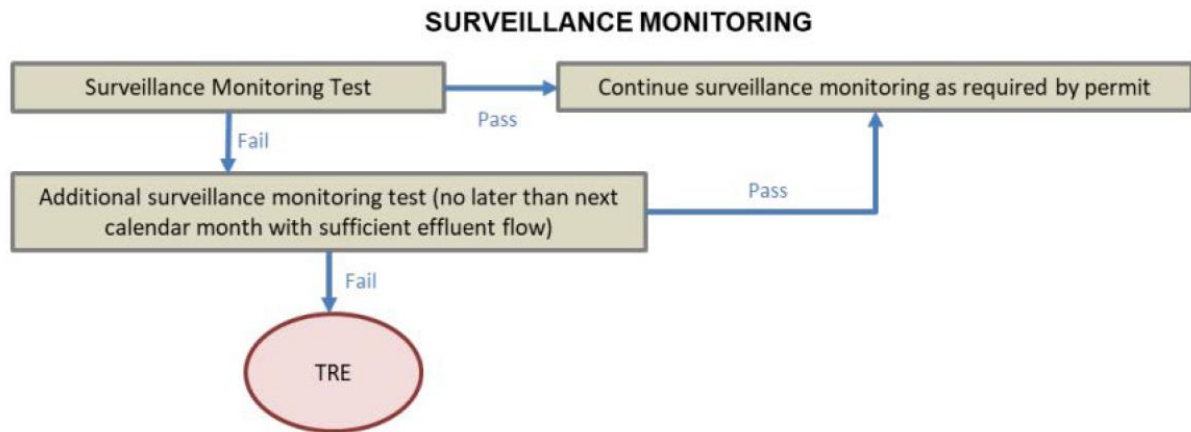 SURVEILLANCE MONITORING
Surveillance Monitoring Test
Pass
Continue surveillance monitoring as required by permit
Fail
Additional surveillance monitoring test (no later than next
calendar month with sufficient effluent flow)
Pass
Fail
TRE